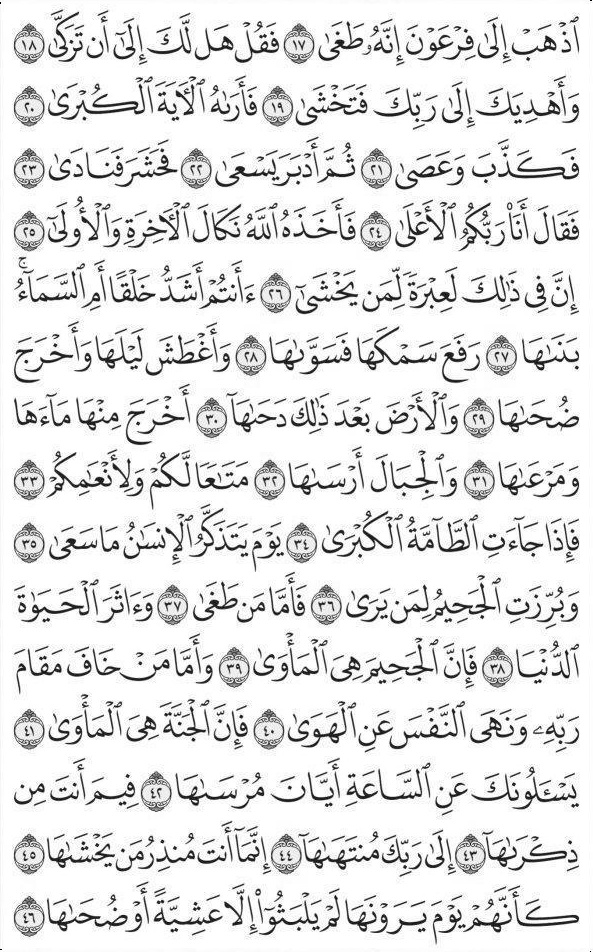 ٱذۡهَبۡ إِلَىٰ فِرۡعَوۡنَ إِنَّهُۥ طَغَىٰ ١٧ فَقُلۡ هَل لَّكَ إِلَىٰٓ أَن تَزَكَّىٰ ١٨
وَأَهۡدِيَكَ إِلَىٰ رَبِّكَ فَتَخۡشَىٰ ١٩ فَأَرَىٰهُ ٱلۡأٓيَةَ ٱلۡكُبۡرَىٰ ٢٠
فَكَذَّبَ وَعَصَىٰ ٢١ ثُمَّ أَدۡبَرَ يَسۡعَىٰ ٢٢ فَحَشَرَ فَنَادَىٰ ٢٣
فَقَالَ أَنَا۠ رَبُّكُمُ ٱلۡأَعۡلَىٰ ٢٤ فَأَخَذَهُ ٱللَّهُ نَكَالَ ٱلۡأٓخِرَةِ وَٱلۡأُولَىٰٓ ٢٥
إِنَّ فِي ذَٰلِكَ لَعِبۡرَةٗ لِّمَن يَخۡشَىٰٓ ٢٦ ءَأَنتُمۡ أَشَدُّ خَلۡقًا أَمِ ٱلسَّمَآءُۚ
بَنَىٰهَا ٢٧ رَفَعَ سَمۡكَهَا فَسَوَّىٰهَا ٢٨ وَأَغۡطَشَ لَيۡلَهَا وَأَخۡرَجَ
ضُحَىٰهَا ٢٩ وَٱلۡأَرۡضَ بَعۡدَ ذَٰلِكَ دَحَىٰهَآ ٣٠ أَخۡرَجَ مِنۡهَا مَآءَهَا
وَمَرۡعَىٰهَا ٣١ وَٱلۡجِبَالَ أَرۡسَىٰهَا ٣٢ مَتَٰعٗا لَّكُمۡ وَلِأَنۡعَٰمِكُمۡ ٣٣
فَإِذَا جَآءَتِ ٱلطَّآمَّةُ ٱلۡكُبۡرَىٰ ٣٤ يَوۡمَ يَتَذَكَّرُ ٱلۡإِنسَٰنُ مَا سَعَىٰ ٣٥
وَبُرِّزَتِ ٱلۡجَحِيمُ لِمَن يَرَىٰ ٣٦ فَأَمَّا مَن طَغَىٰ ٣٧ وَءَاثَرَ ٱلۡحَيَوٰةَ
ٱلدُّنۡيَا ٣٨ فَإِنَّ ٱلۡجَحِيمَ هِيَ ٱلۡمَأۡوَىٰ ٣٩ وَأَمَّا مَنۡ خَافَ مَقَامَ
رَبِّهِۦ وَنَهَى ٱلنَّفۡسَ عَنِ ٱلۡهَوَىٰ ٤٠ فَإِنَّ ٱلۡجَنَّةَ هِيَ ٱلۡمَأۡوَىٰ ٤١
يَسۡـَٔلُونَكَ عَنِ ٱلسَّاعَةِ أَيَّانَ مُرۡسَىٰهَا ٤٢ فِيمَ أَنتَ مِن
ذِكۡرَىٰهَآ ٤٣ إِلَىٰ رَبِّكَ مُنتَهَىٰهَآ ٤٤ إِنَّمَآ أَنتَ مُنذِرُ مَن يَخۡشَىٰهَا ٤٥
كَأَنَّهُمۡ يَوۡمَ يَرَوۡنَهَا لَمۡ يَلۡبَثُوٓاْ إِلَّا عَشِيَّةً أَوۡ ضُحَىٰهَا ٤٦